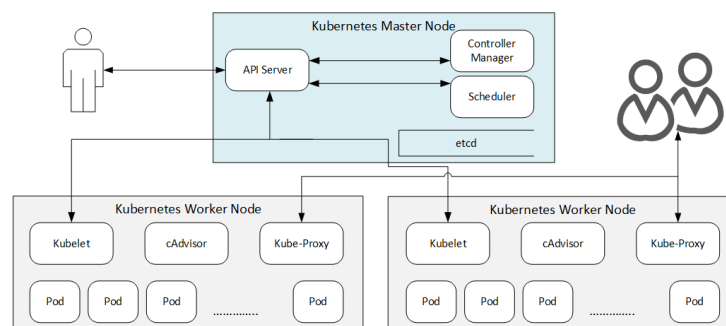 Kubernetes Master Node
API Server
Controller
Manager
Scheduler
etcd
Kubernetes Worker Node
Kubelet
cAdvisor
Kube-Proxy
Pod
Pod
Pod
..............
Pod
Kubernetes Worker Node
Kubelet
cAdvisor
Kube-Proxy
Pod
Pod
Pod
..............
Pod